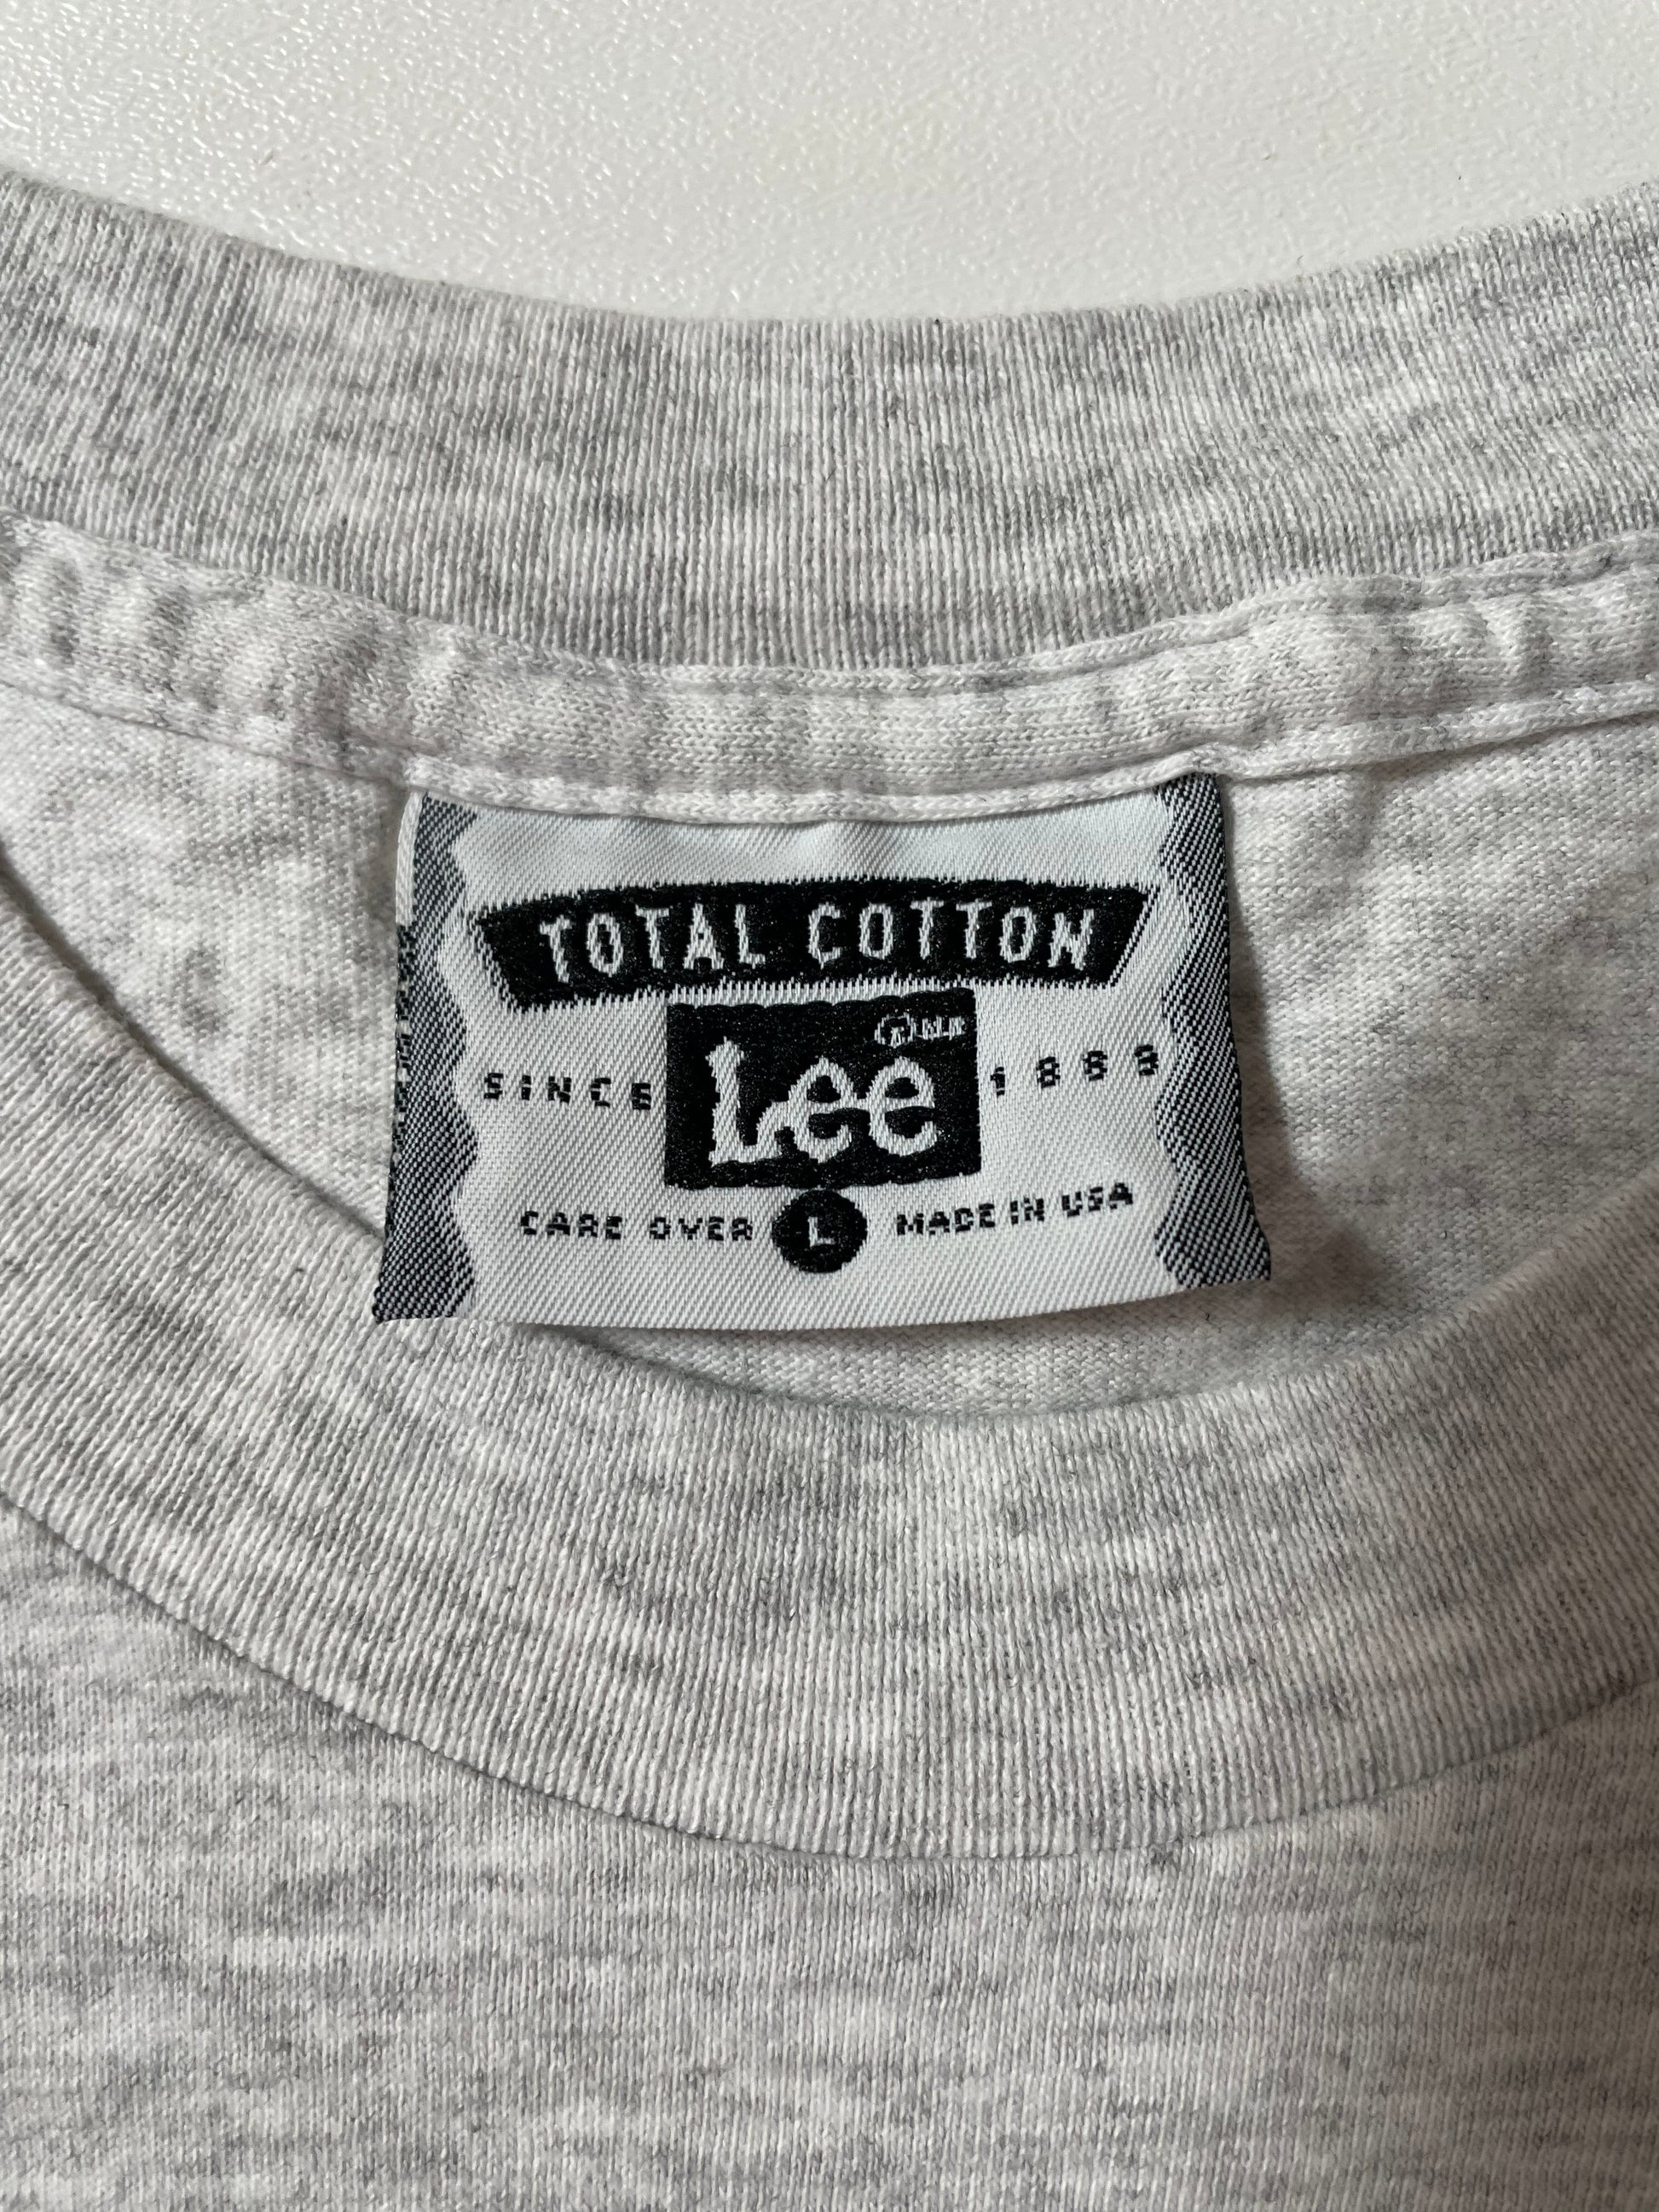 TOTAL COTTON
SINCE Lee ® 1889
CARE OVER L MADE IN USA